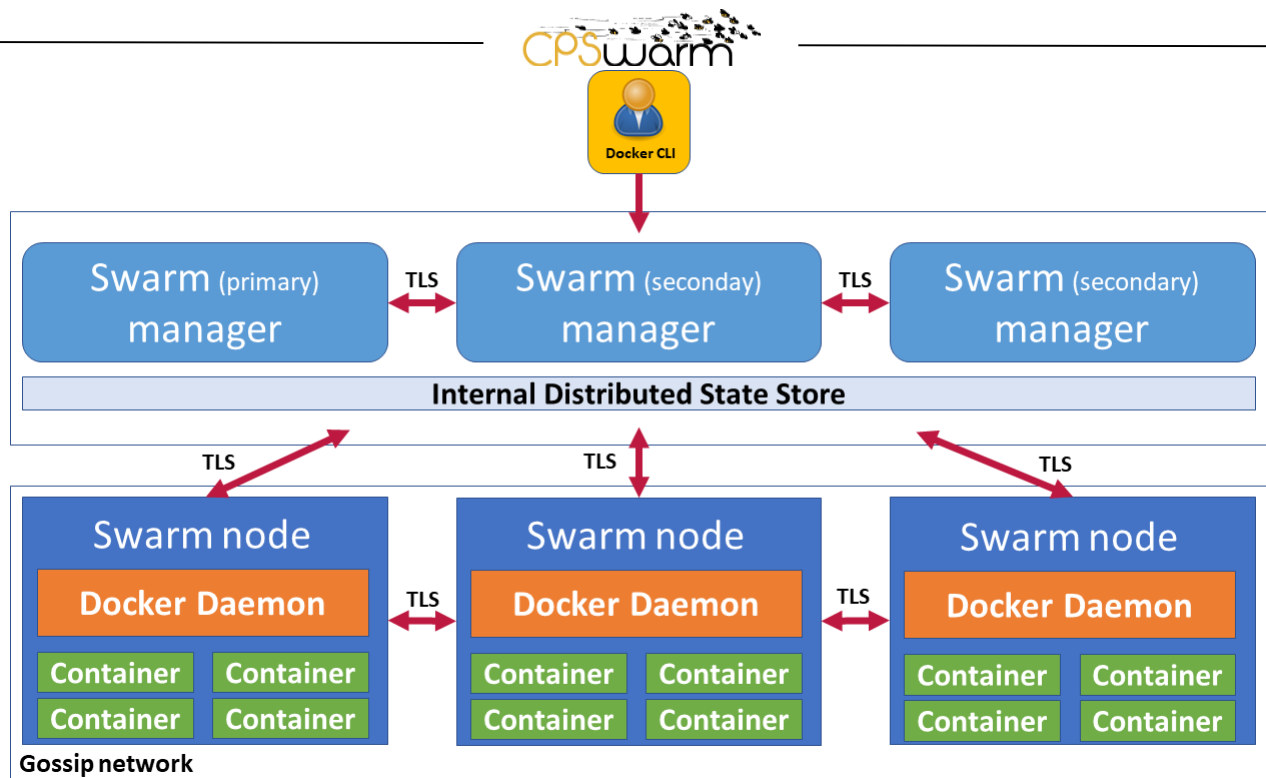 CPSwarm
Docker CLI
Swarm (primary)
manager
TLS
Swarm (seconday)
manager
TLS
Swarm (secondary)
manager
Internal Distributed State Store
TLS
TLS
TLS
Swarm node
Docker Daemon
Container Container
Container Container
TLS
Swarm node
Docker Daemon
Container Container
Container Container
TLS
Swarm node
Docker Daemon
Container Container
Container Container
Gossip network